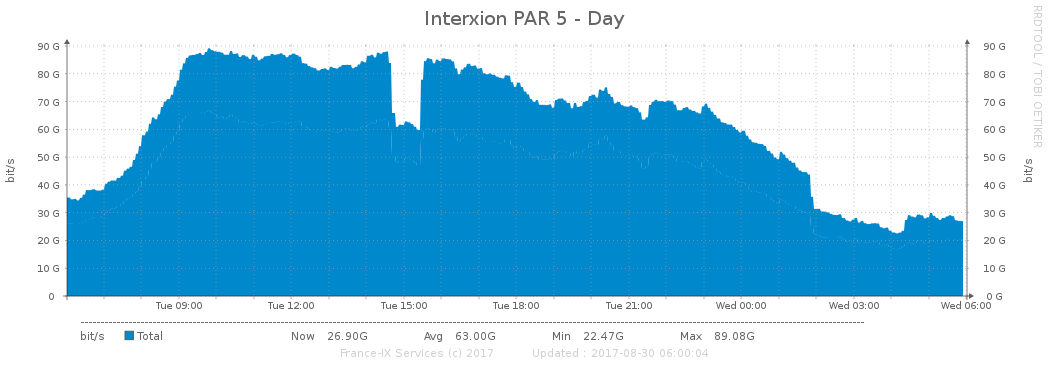 Interxion PAR 5 - Day
RRDTOOL / TOBI OETIKER
bit/s
bit/s
90 G 90 G
80 G 80 G
70 G 70 G
60 G 60 G
50 G 50 G
40 G 40 G
30 G 30 G
20 G 20 G
10 G 10 G
0 0 G
Tue 09:00 Tue 12:00 Tue 15:00 Tue 18:00 Tue 21:00 Wed 00:00 Wed 03:00 Wed 06:00
bit/s Total Now 26.90G Avg 63.00G Min 22.47G Max 89.08G
France-IX Services (c) 2017 Updated : 2017-08-30 06:00:04